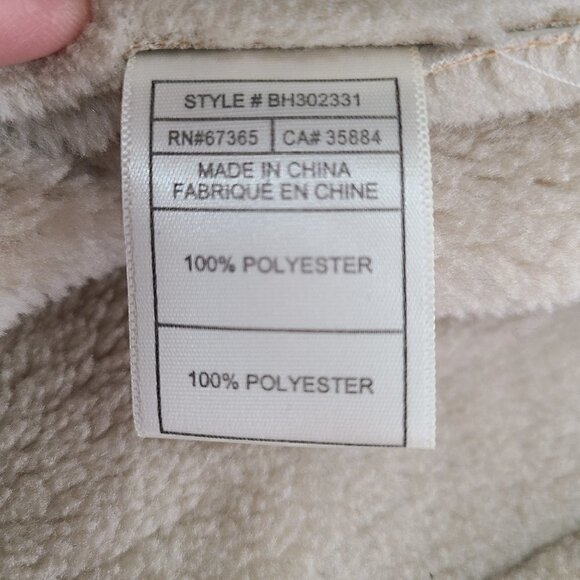 STYLE # BH302331
RN#67365 CA# 35884
MADE IN CHINA
FABRIQUÉ EN CHINE
100% POLYESTER
100% POLYESTER